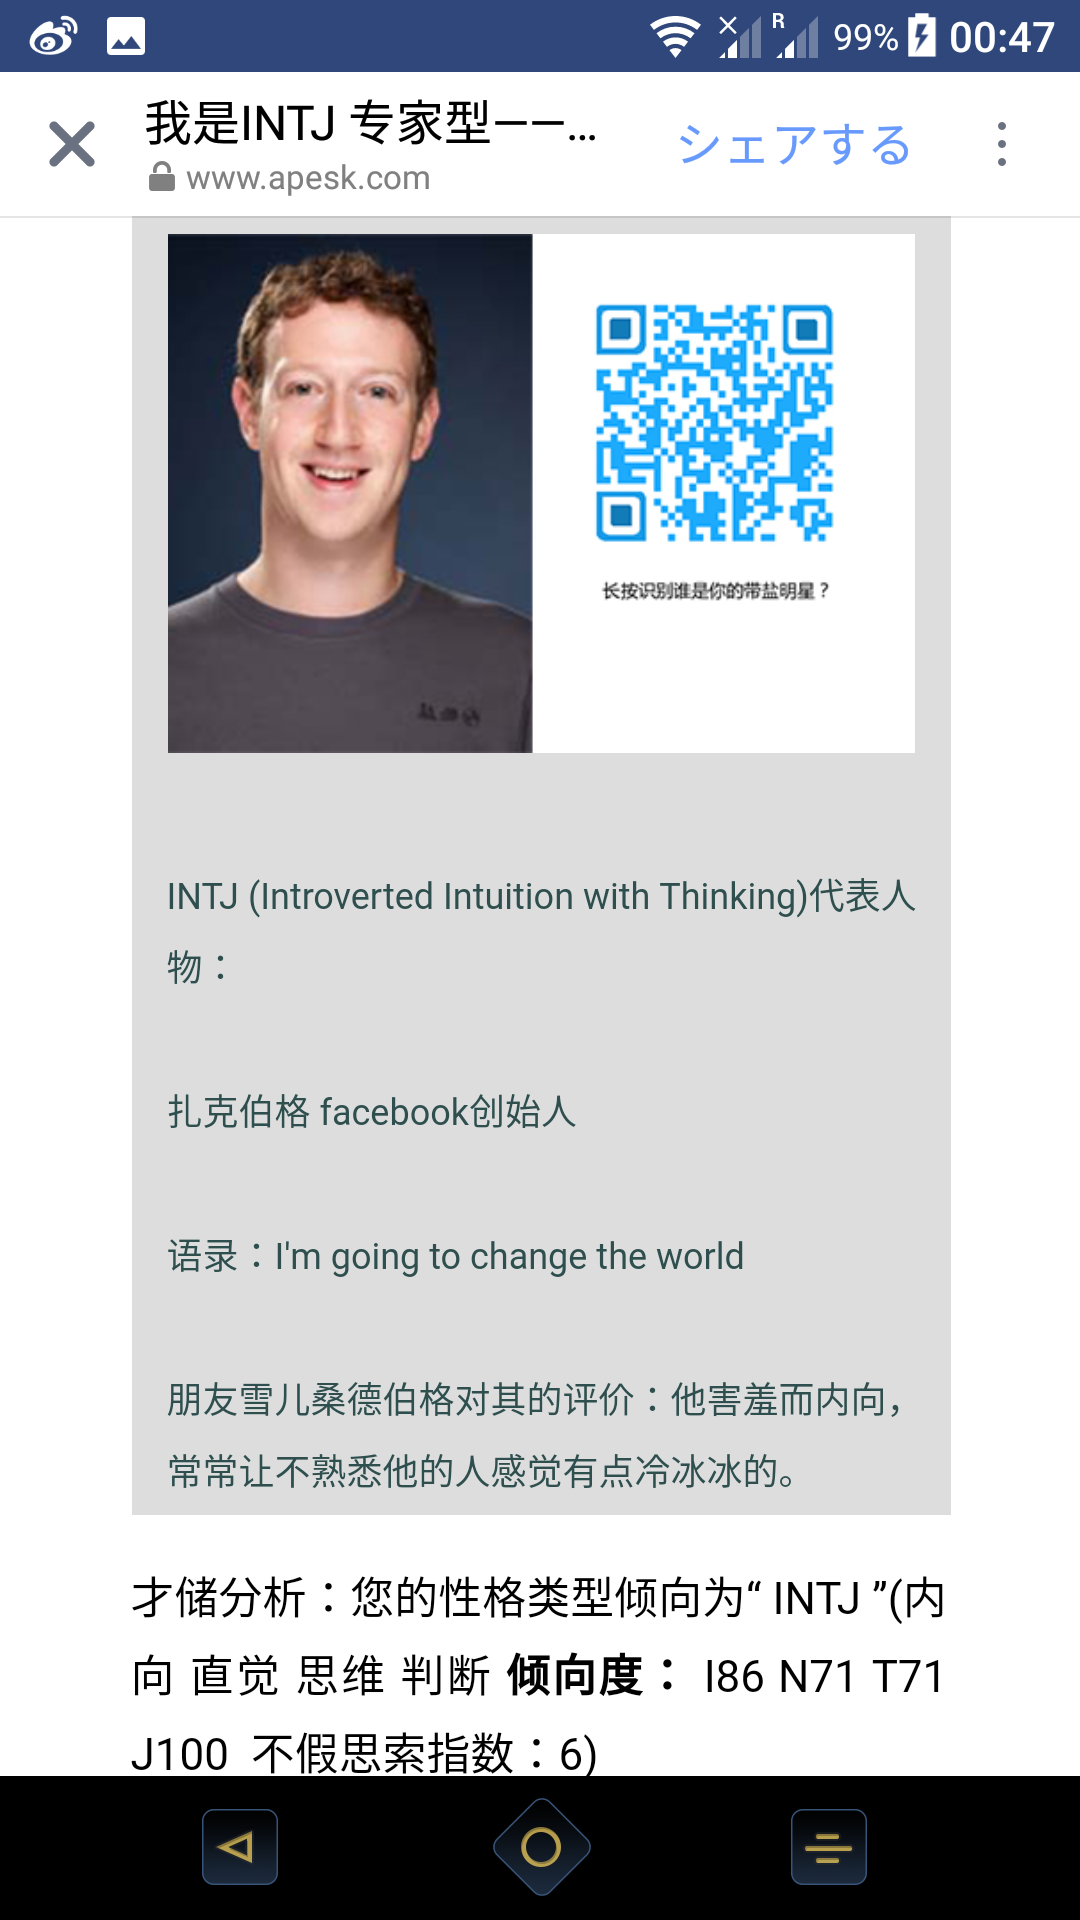 R 99% 00:47
我是INTJ 专家型——...
シェアする
www.apesk.com
长按识别谁是你的带盐明星？
INTJ (Introverted Intuition with Thinking)代表人
物：
扎克伯格 facebook创始人
语录：I'm going to change the world
朋友雪儿桑德伯格对其的评价：他害羞而内向，
常常让不熟悉他的人感觉有点冷冰冰的。
才储分析：您的性格类型倾向为“ INTJ ”(内
向 直觉 思维 判断 倾向度： I86 N71 T71
J100 不假思索指数：6)